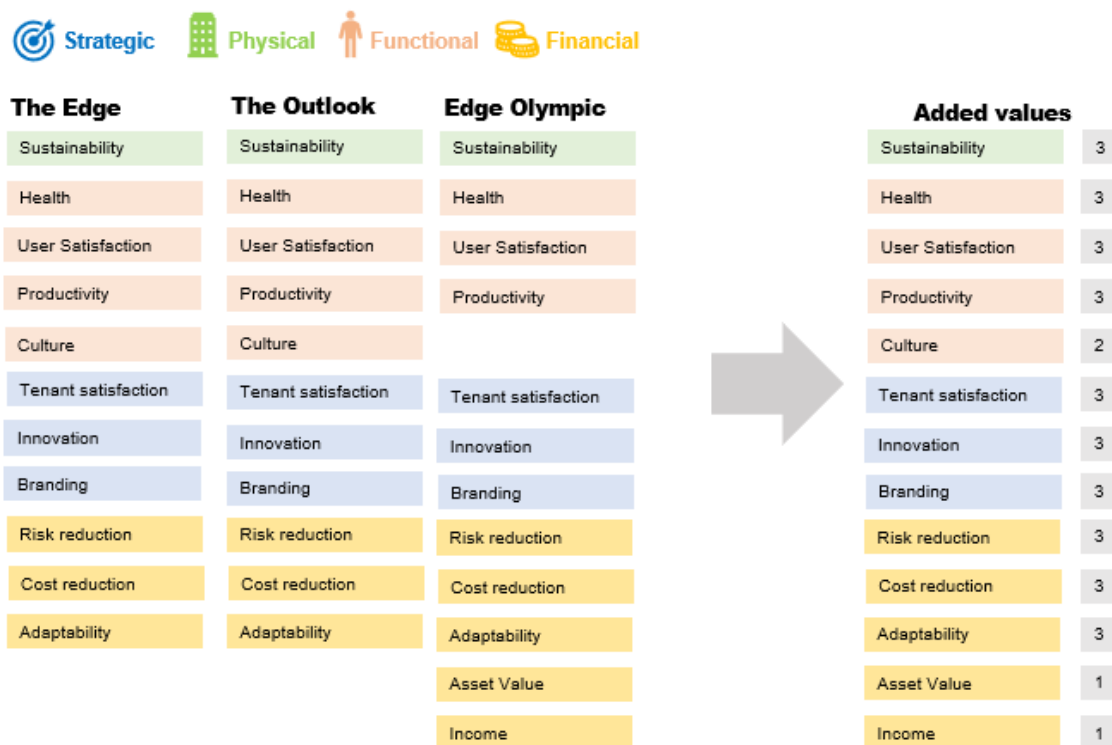 Strategic Physical Functional Financial
The Edge The Outlook Edge Olympic Added values
Sustainability Sustainability Sustainability Sustainability 3
Health Health Health Health 3
User Satisfaction User Satisfaction User Satisfaction User Satisfaction 3
Productivity Productivity Productivity Productivity 3
Culture Culture Culture 2
Tenant satisfaction Tenant satisfaction Tenant satisfaction Tenant satisfaction 3
Innovation Innovation Innovation Innovation 3
Branding Branding Branding Branding 3
Risk reduction Risk reduction Risk reduction Risk reduction 3
Cost reduction Cost reduction Cost reduction Cost reduction 3
Adaptability Adaptability Adaptability Adaptability 3
Asset Value Asset Value 1
Income Income 1